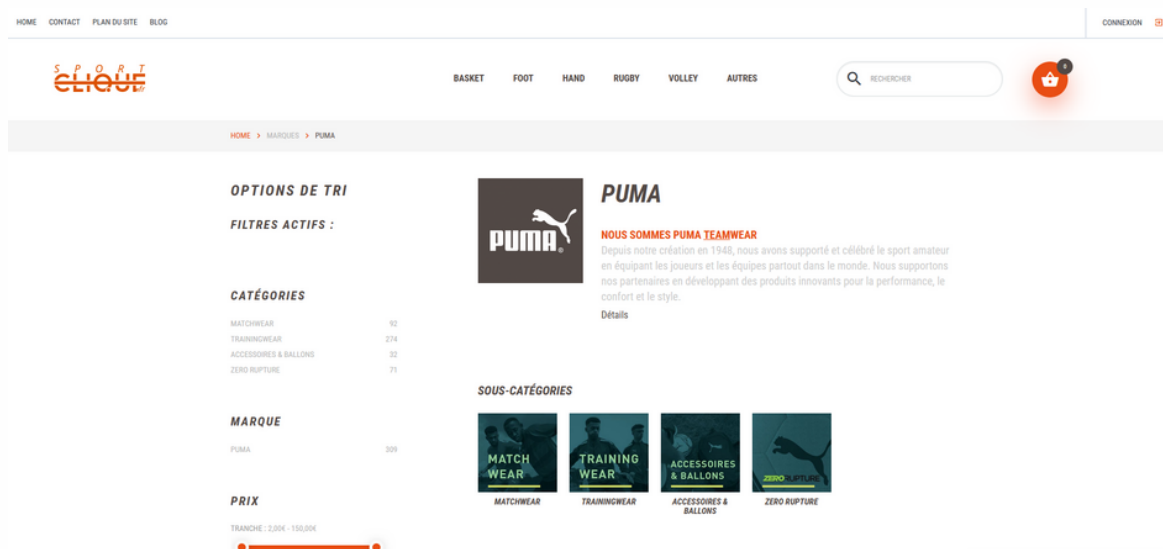 HOME CONTACT PLAN DU SITE BLOG
CONNEXION
SPORT
CLIQUE
BASKET FOOT HAND RUGBY VOLLEY AUTRES
RECHERCHER
0
HOME > MARQUES > PUMA
OPTIONS DE TRI
FILTRES ACTIFS :
CATÉGORIES
MATCHWEAR 92
TRAININGWEAR 274
ACCESSOIRES & BALLONS 32
ZERO RUPTURE 71
MARQUE
PUMA 309
PRIX
TRANCHE : 2,00€ - 150,00€
PUMA®
PUMA
NOUS SOMMES PUMA TEAMWEAR
Depuis notre création en 1948, nous avons supporté et célébré le sport amateur
en équipant les joueurs et les équipes partout dans le monde. Nous supportons
nos partenaires en développant des produits innovants pour la performance, le
confort et le style.
Détails
SOUS-CATÉGORIES
MATCH
WEAR
TRAINING
WEAR
ACCESSOIRES
& BALLONS
ZERORUPTURE
MATCHWEAR
TRAININGWEAR
ACCESSOIRES &
BALLONS
ZERO RUPTURE